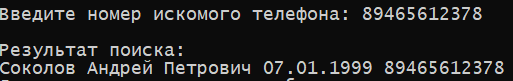 Введите номер искомого телефона: 89465612378
Результат поиска:
Соколов Андрей Петрович 07.01.1999 89465612378